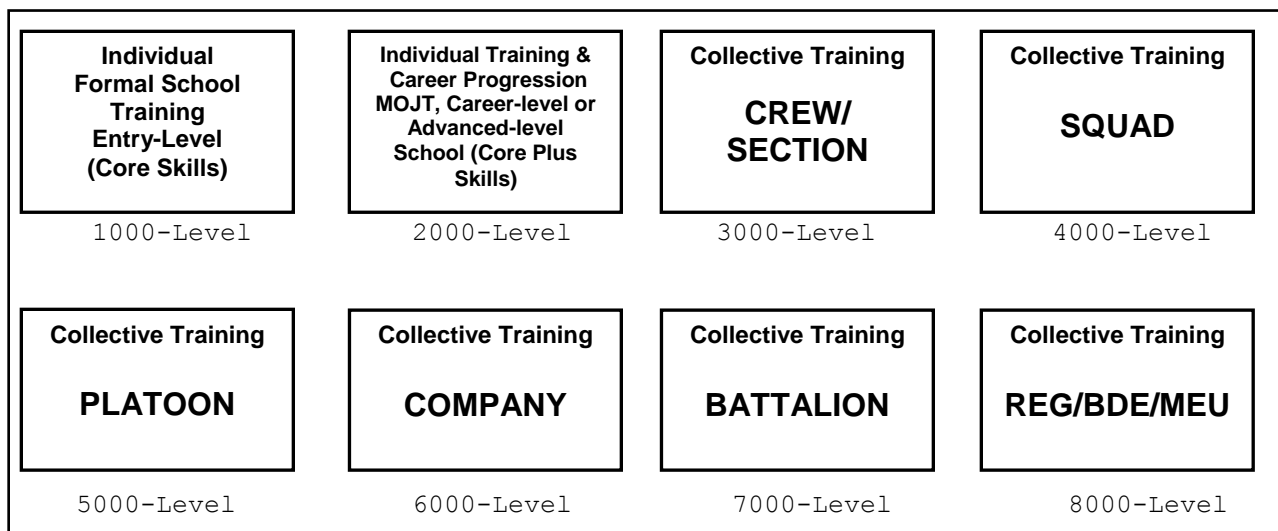 Individual
Formal School
Training
Entry-Level
(Core Skills)
1000-Level
Individual Training &
Career Progression
MOJT, Career-level or
Advanced-level
School (Core Plus
Skills)
2000-Level
Collective Training
CREW/
SECTION
3000-Level
Collective Training
SQUAD
4000-Level
Collective Training
PLATOON
5000-Level
Collective Training
COMPANY
6000-Level
Collective Training
BATTALION
7000-Level
Collective Training
REG/BDE/MEU
8000-Level